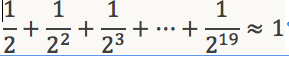 1/2 + 1/2² + 1/2³ + ⋯ + 1/2¹⁹ ≈ 1